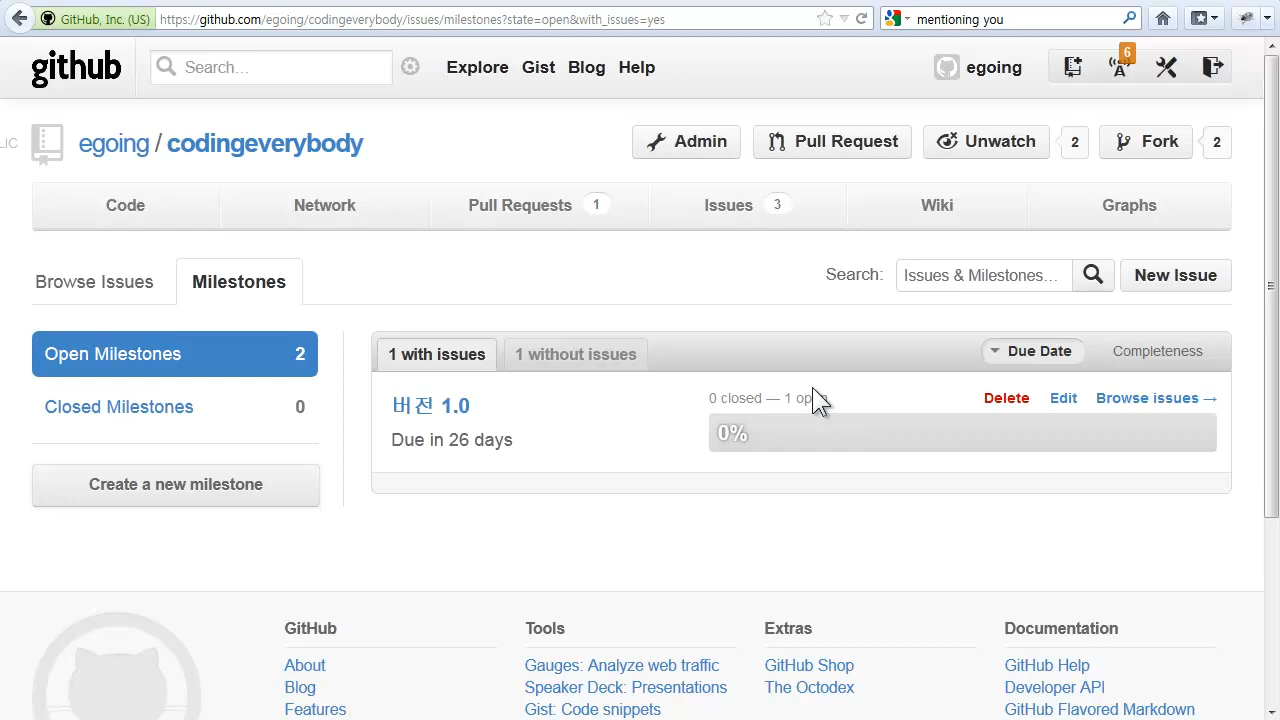 GitHub, Inc. (US) https://github.com/egoing/codingeverybody/issues/milestones?state=open&with_issues=yes mentioning you
github Search... Explore Gist Blog Help egoing 6
LIC egoing / codingeverybody Admin Pull Request Unwatch 2 Fork 2
Code Network Pull Requests 1 Issues 3 Wiki Graphs
Browse Issues Milestones Search: Issues & Milestones... New Issue
Open Milestones 2
Closed Milestones 0
Create a new milestone
1 with issues 1 without issues Due Date Completeness
버전 1.0 0 closed — 1 Delete Edit Browse issues →
Due in 26 days 0%
GitHub Tools Extras Documentation
About Gauges: Analyze web traffic GitHub Shop GitHub Help
Blog Speaker Deck: Presentations The Octodex Developer API
Features Gist: Code snippets GitHub Flavored Markdown